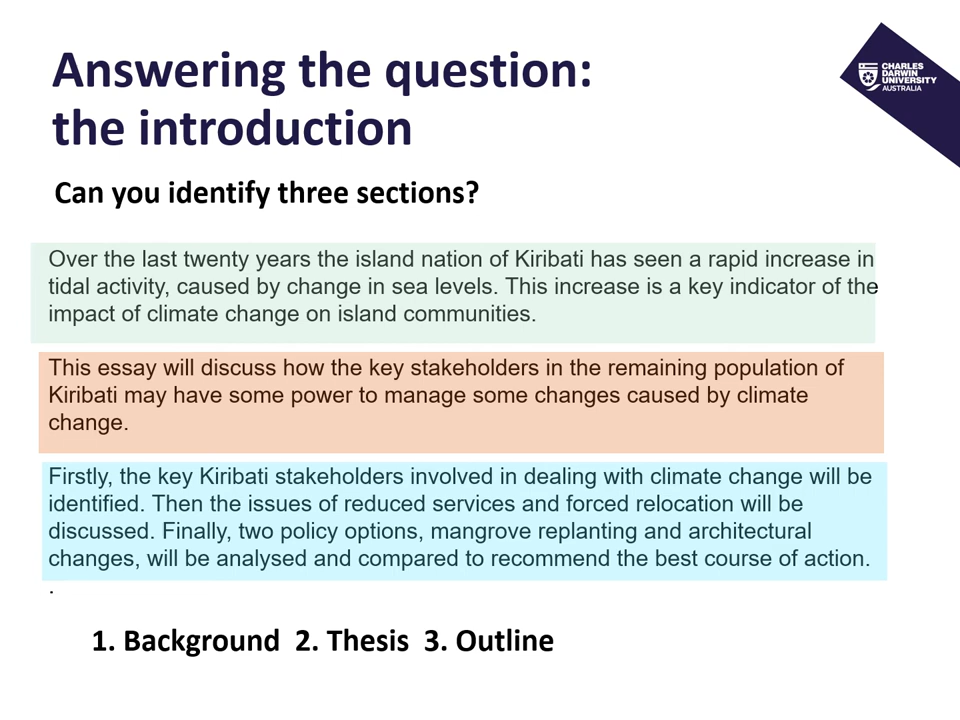 Answering the question:
the introduction
CHARLES
DARWIN
UNIVERSITY
AUSTRALIA
Can you identify three sections?
Over the last twenty years the island nation of Kiribati has seen a rapid increase in
tidal activity, caused by change in sea levels. This increase is a key indicator of the
impact of climate change on island communities.
This essay will discuss how the key stakeholders in the remaining population of
Kiribati may have some power to manage some changes caused by climate
change.
Firstly, the key Kiribati stakeholders involved in dealing with climate change will be
identified. Then the issues of reduced services and forced relocation will be
discussed. Finally, two policy options, mangrove replanting and architectural
changes, will be analysed and compared to recommend the best course of action.
.
1. Background 2. Thesis 3. Outline